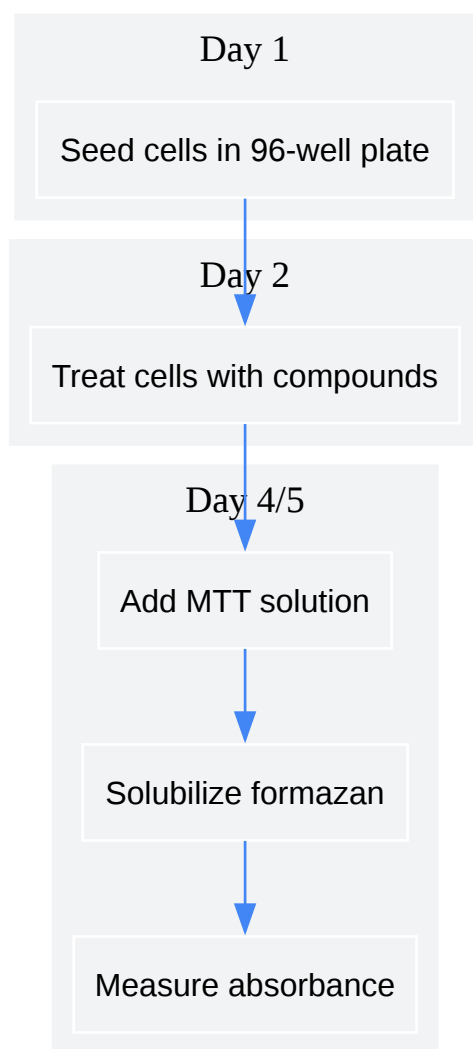 Day 1
Seed cells in 96-well plate
Day 2
Treat cells with compounds
Day 4/5
Add MTT solution
Solubilize formazan
Measure absorbance